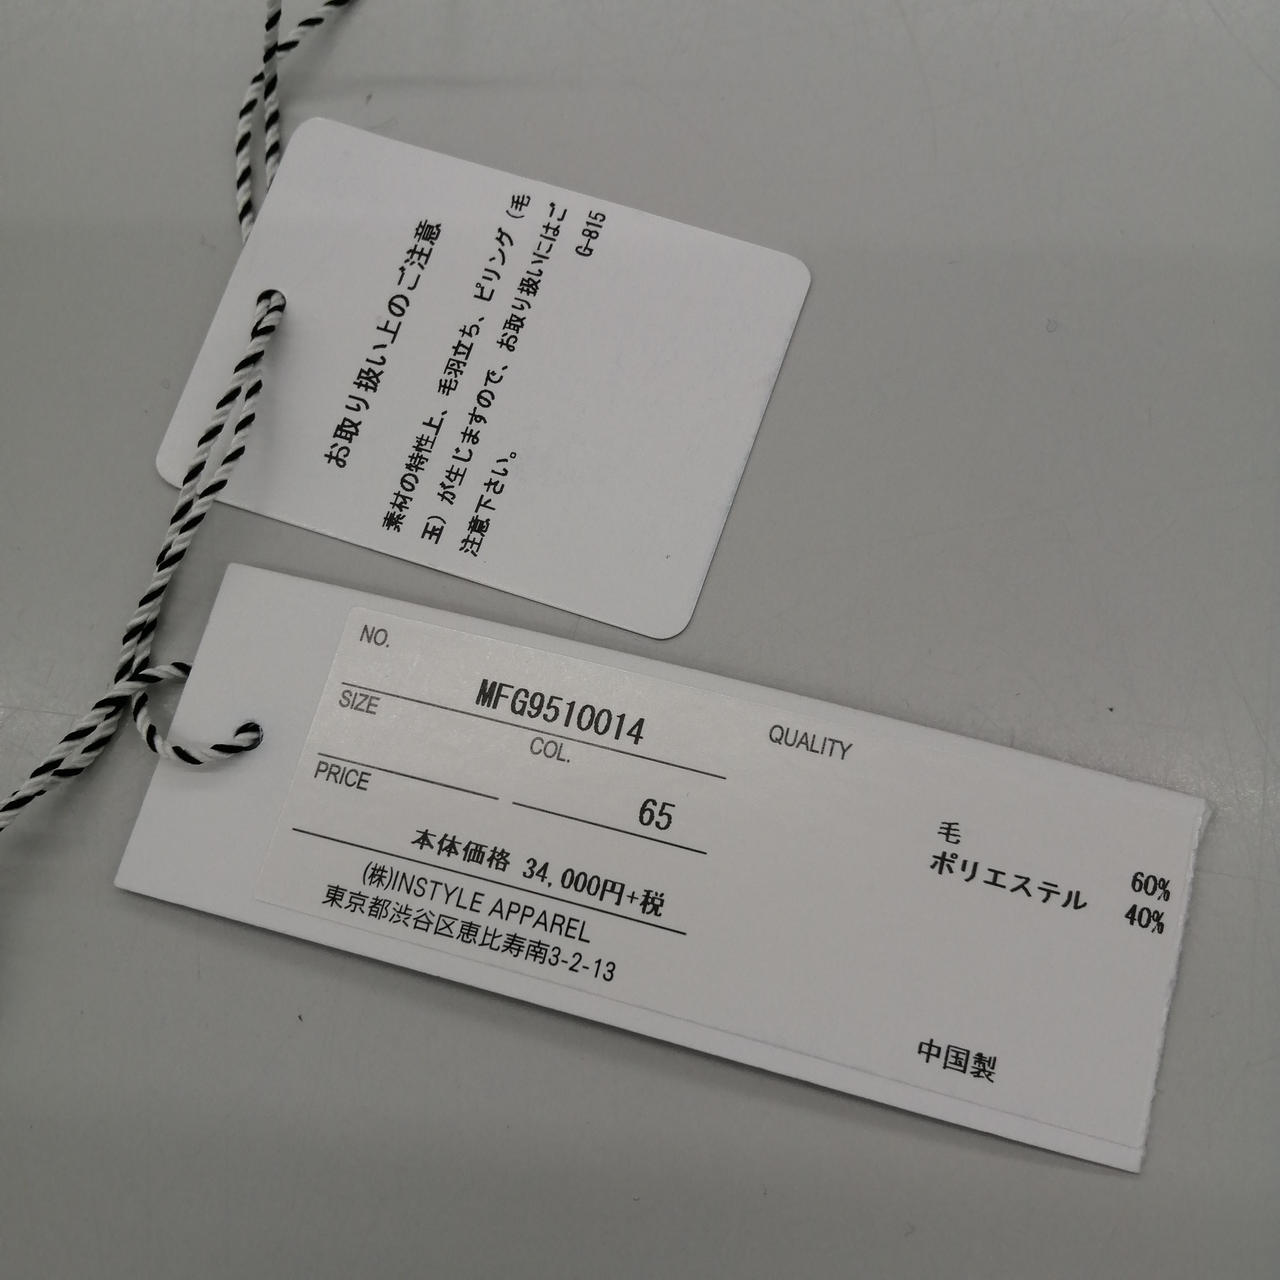 お取り扱い上のご注意
素材の特性上、毛羽立ち、ピリング（毛
玉）が生じますので、お取り扱いにはご
注意下さい。
G-815
NO.
MFG9510014
SIZE
COL.
65
PRICE
本体価格 34,000円+税
(株)INSTYLE APPAREL
東京都渋谷区恵比寿南3-2-13
QUALITY
毛 60%
ポリエステル 40%
中国製